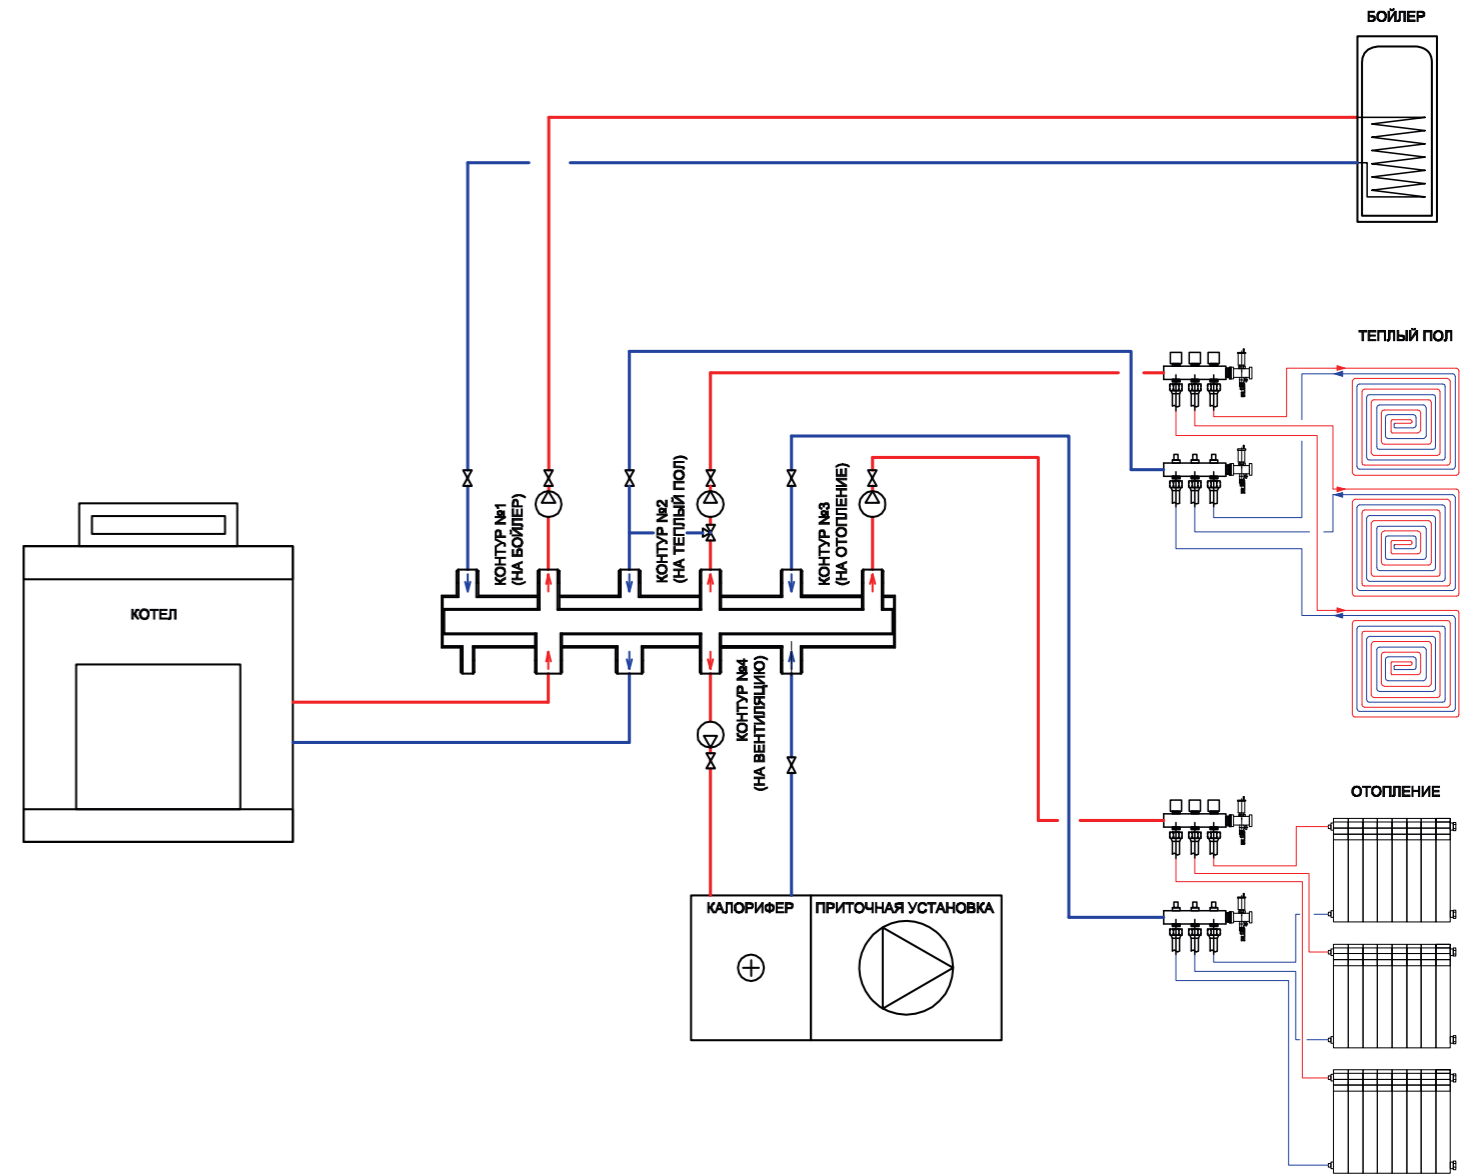 БОЙЛЕР
ТЕПЛЫЙ ПОЛ
КОНТУР №1
(НА БОЙЛЕР)
КОНТУР №2
(НА ТЕПЛЫЙ ПОЛ)
КОНТУР №3
(НА ОТОПЛЕНИЕ)
КОТЕЛ
КОНТУР №4
(НА ВЕНТИЛЯЦИЮ)
ОТОПЛЕНИЕ
КАЛОРИФЕР
ПРИТОЧНАЯ УСТАНОВКА